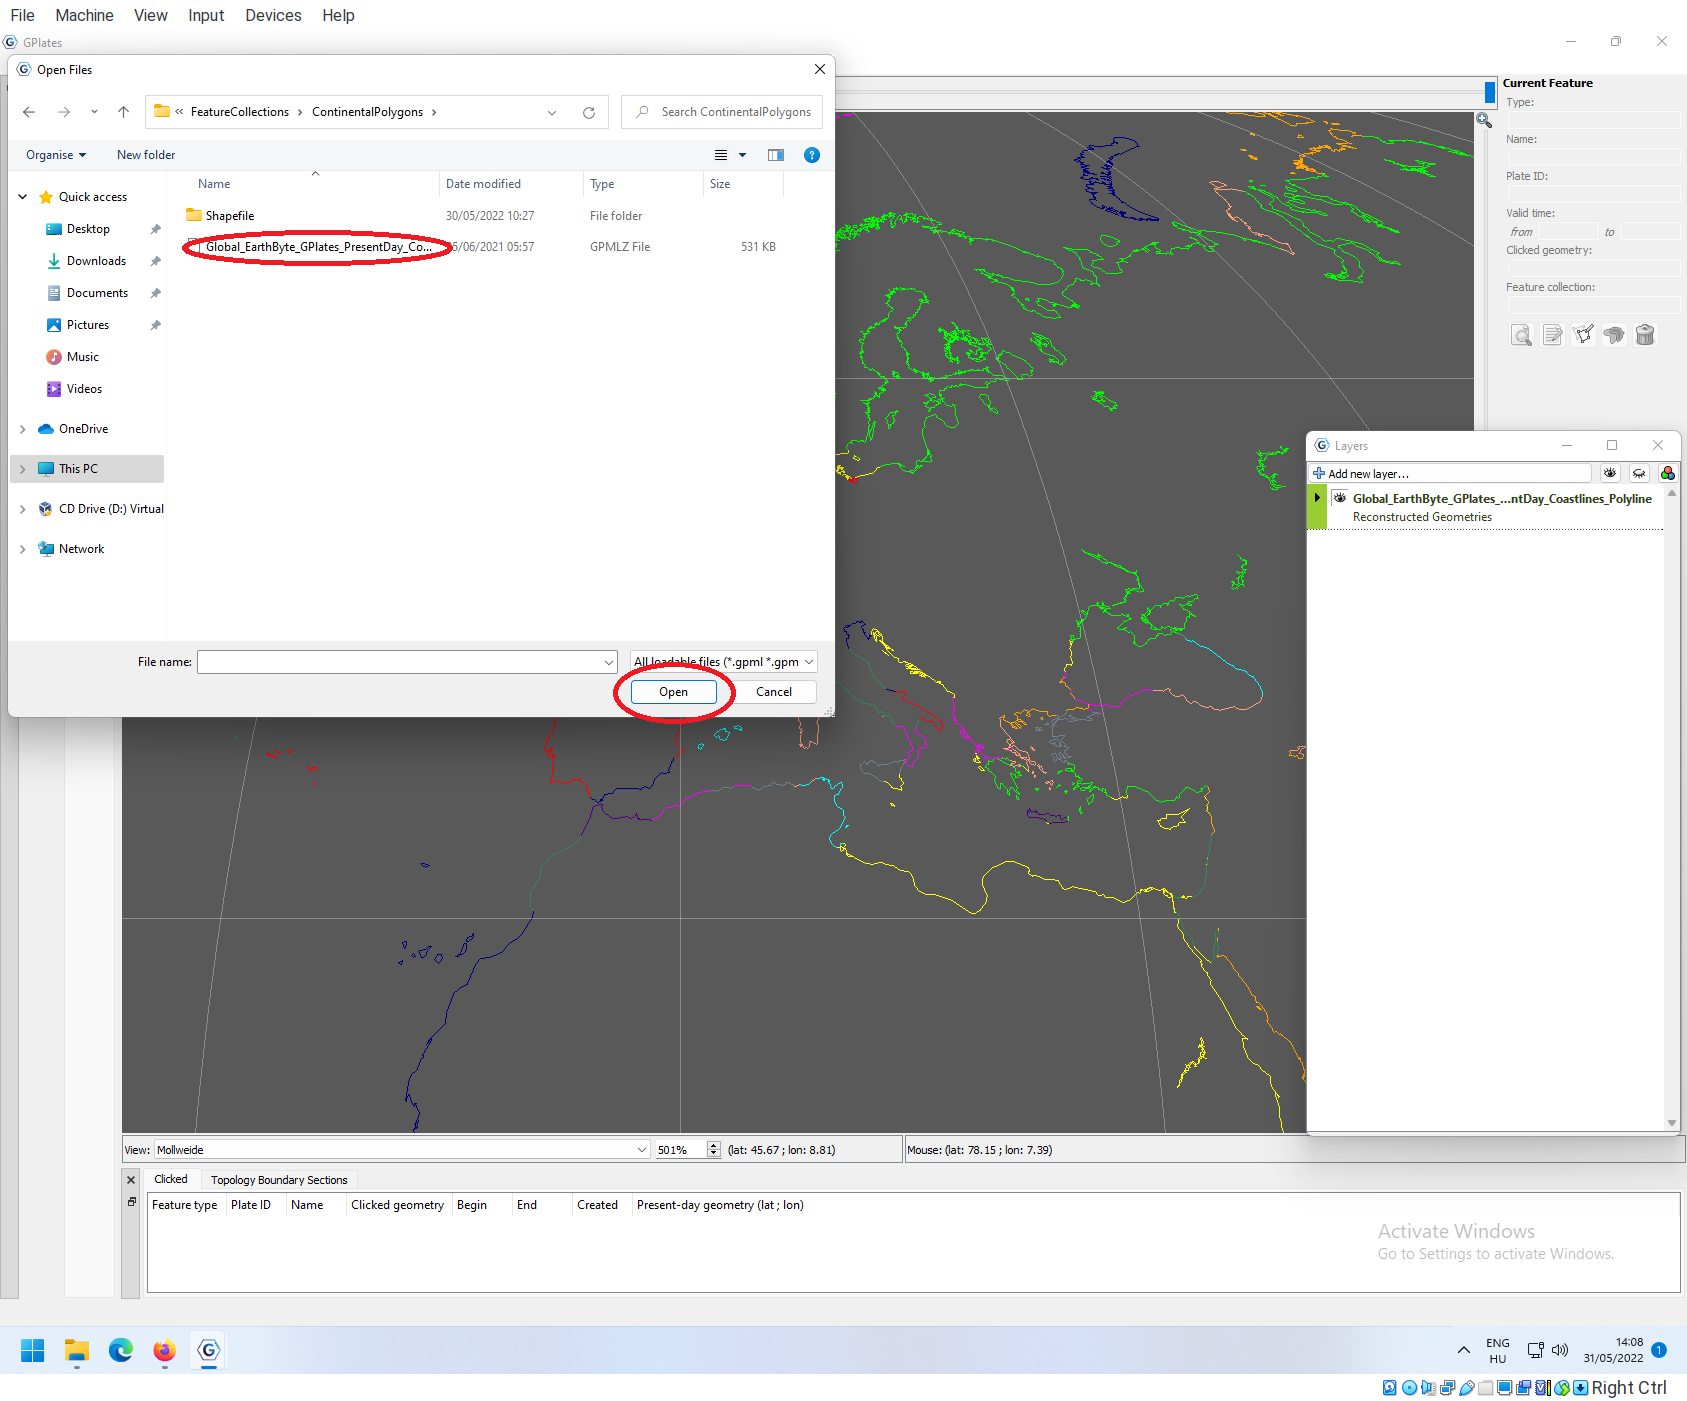 File Machine View Input Devices Help
GPlates
Open Files
« FeatureCollections › ContinentalPolygons ›
Search ContinentalPolygons
Organise New folder
Name Date modified Type Size
Shapefile 30/05/2022 10:27 File folder
Global_EarthByte_GPlates_PresentDay_Co... 5/06/2021 05:57 GPMLZ File 531 KB
Quick access
Desktop
Downloads
Documents
Pictures
Music
Videos
OneDrive
This PC
CD Drive (D:) Virtual
Network
File name: All loadable files (*.gpml *.gpm
Open Cancel
Current Feature
Type:
Name:
Plate ID:
Valid time:
from to
Clicked geometry:
Feature collection:
Layers
Add new layer...
Global_EarthByte_GPlates_...ntDay_Coastlines_Polyline
Reconstructed Geometries
View: Mollweide 501% (lat: 45.67 ; lon: 8.81) Mouse: (lat: 78.15 ; lon: 7.39)
Clicked Topology Boundary Sections
Feature type Plate ID Name Clicked geometry Begin End Created Present-day geometry (lat ; lon)
Activate Windows
Go to Settings to activate Windows.
ENG
HU
14:08
31/05/2022
1
Right Ctrl